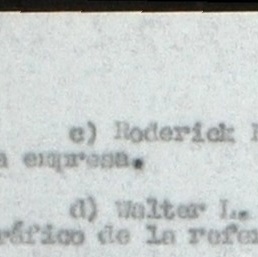 c) Roderick
a empresa.
d) Walter L.
ráfico de la refer